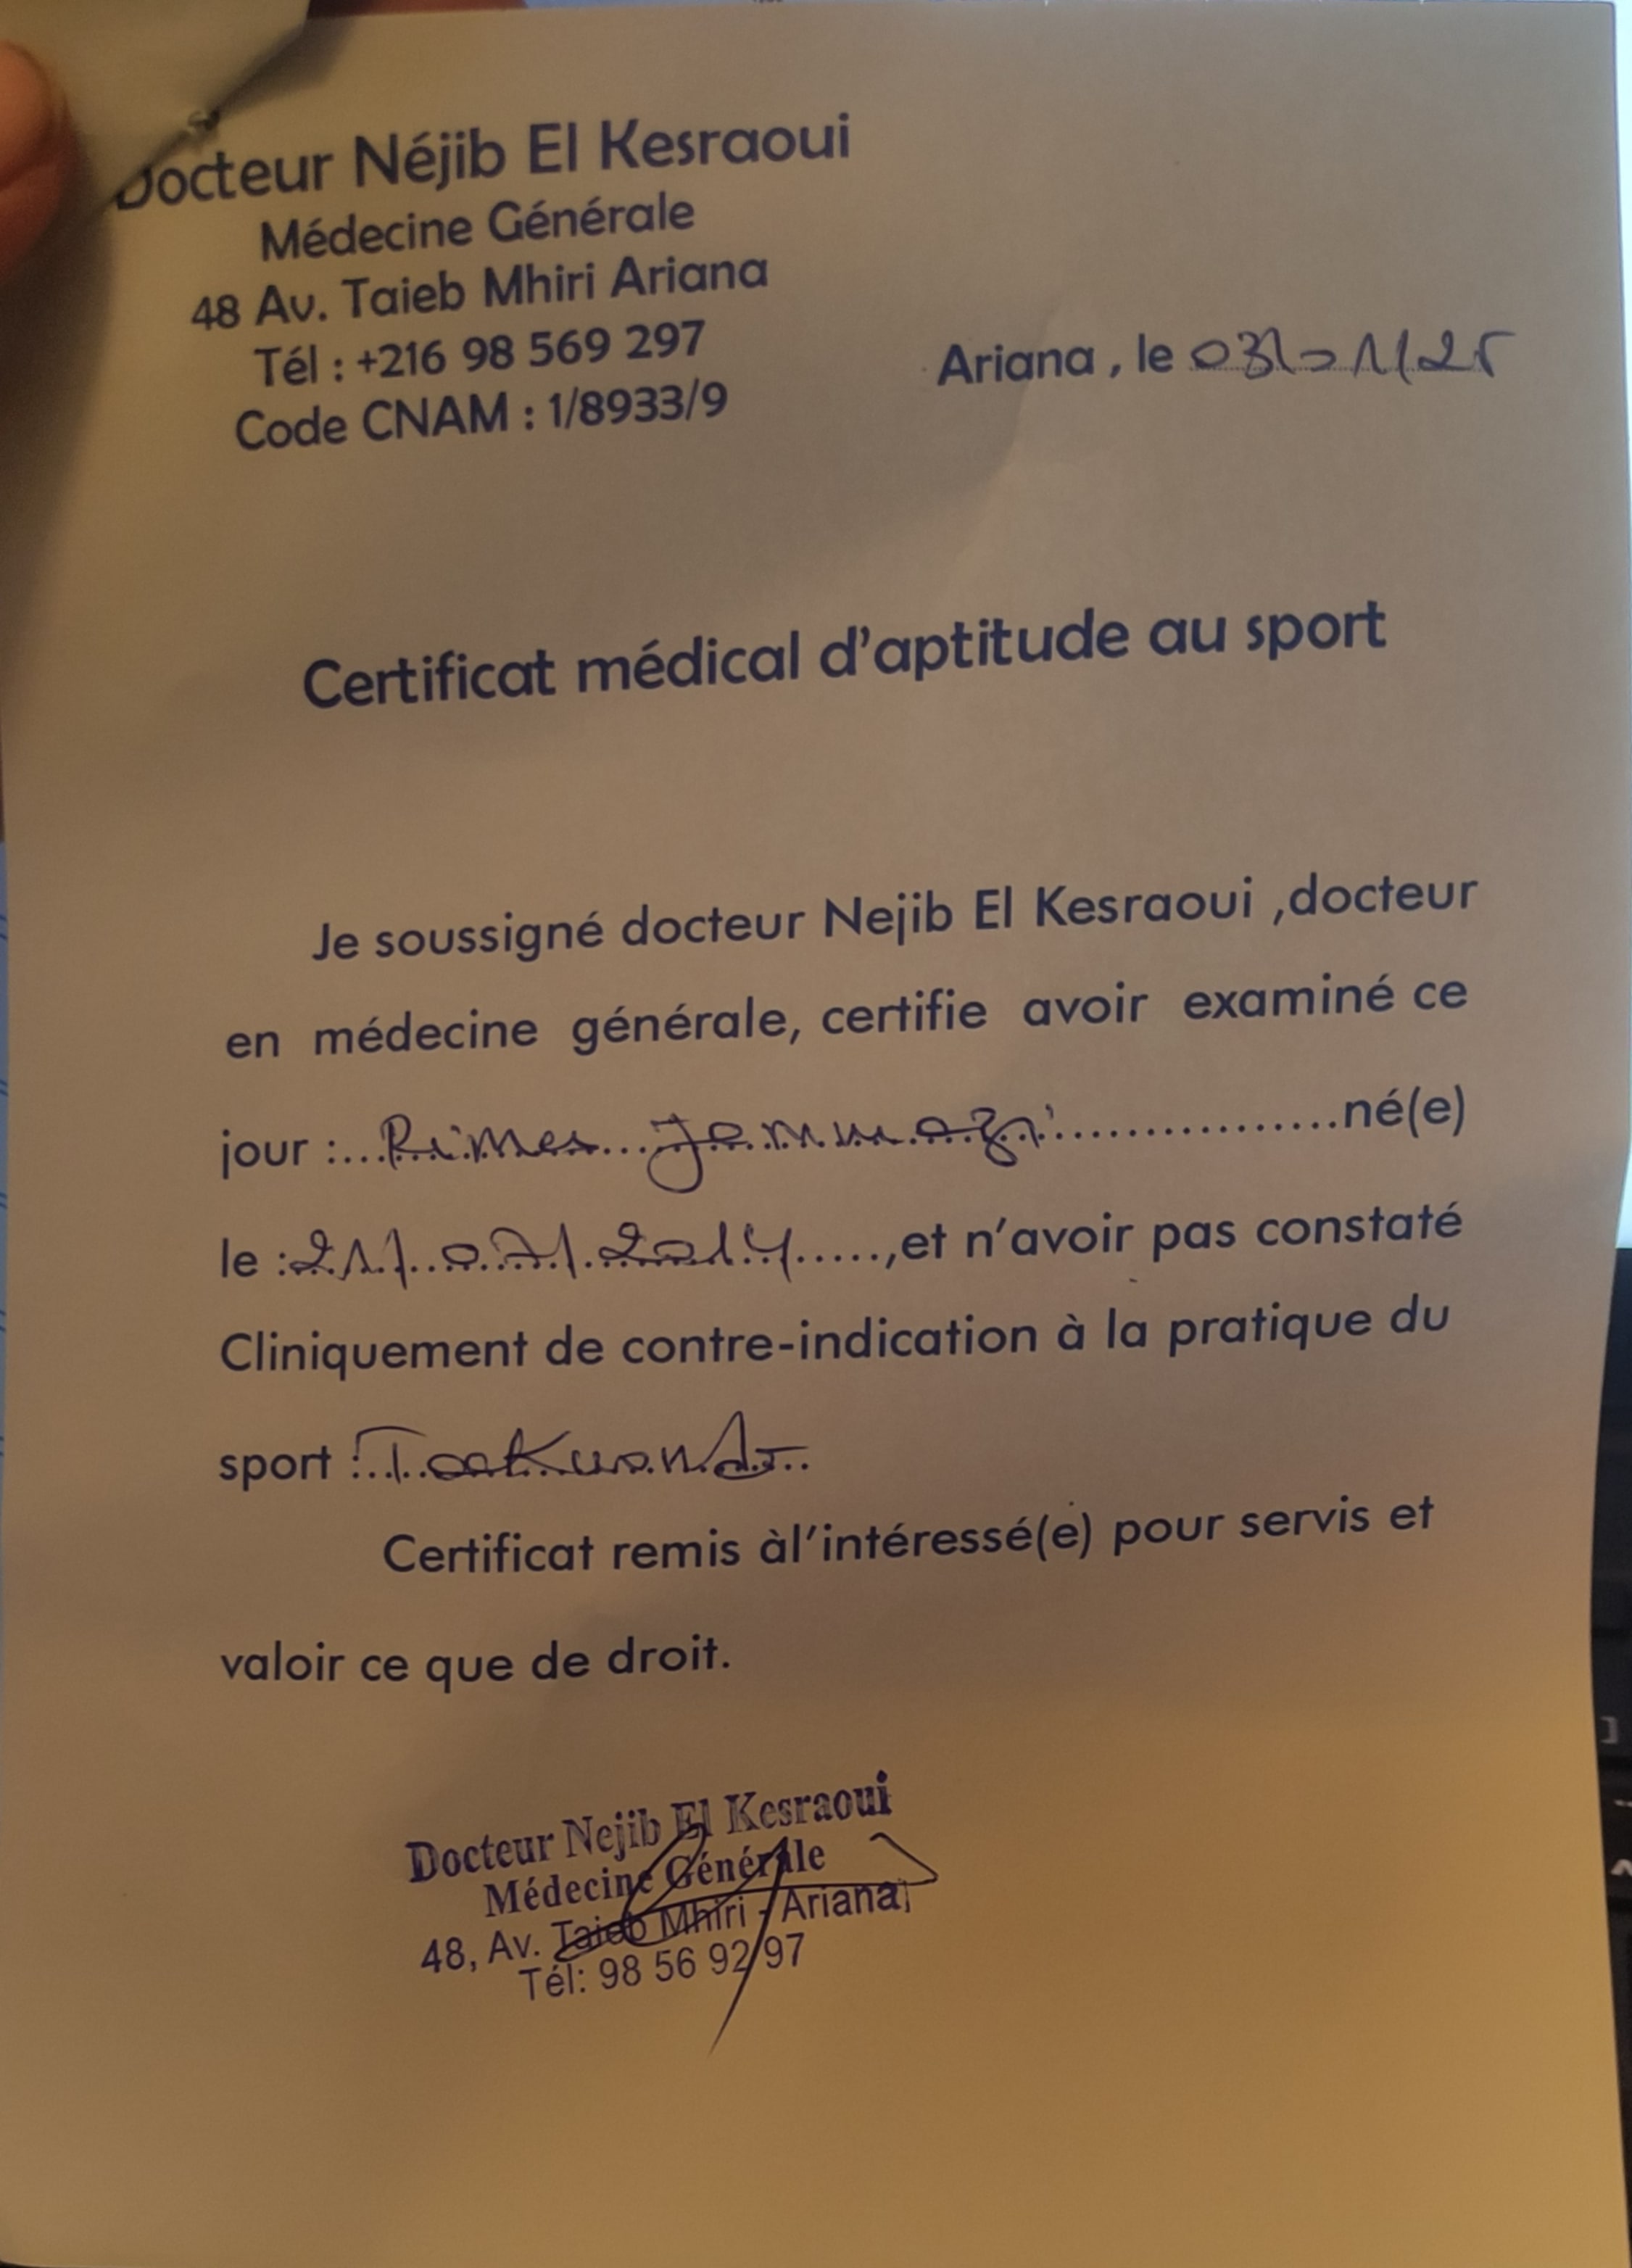 Docteur Néjib El Kesraoui
Médecine Générale
48 Av. Taieb Mhiri Ariana
Tél : +216 98 569 297
Code CNAM : 1/8933/9
Ariana , le 03/01/25
Certificat médical d'aptitude au sport
Je soussigné docteur Nejib El Kesraoui ,docteur
en médecine générale, certifie avoir examiné ce
jour :...Rimes...Jammazi...né(e)
le :21/.07/.2014.....,et n'avoir pas constaté
Cliniquement de contre-indication à la pratique du
sport :...Taekwondo..
Certificat remis àl'intéressé(e) pour servis et
valoir ce que de droit.
Docteur Nejib El Kesraoui
Médecine Générale
48, Av. Taieb Mhiri - Ariana
Tél: 98 56 92 97